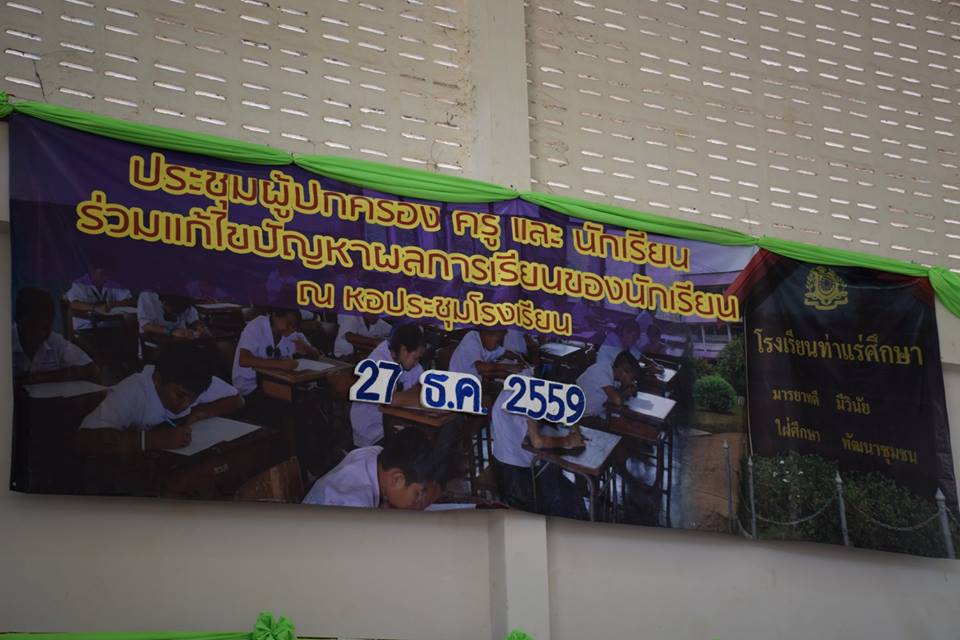 ประชุมผู้ปกครอง ครู และ นักเรียน
ร่วมแก้ไขปัญหาผลการเรียนของนักเรียน
ณ หอประชุมโรงเรียน
27 ธ.ค. 2559
โรงเรียนท่าแร่ศึกษา
มารยาทดี มีวินัย
ใฝ่ศึกษา พัฒนาชุมชน